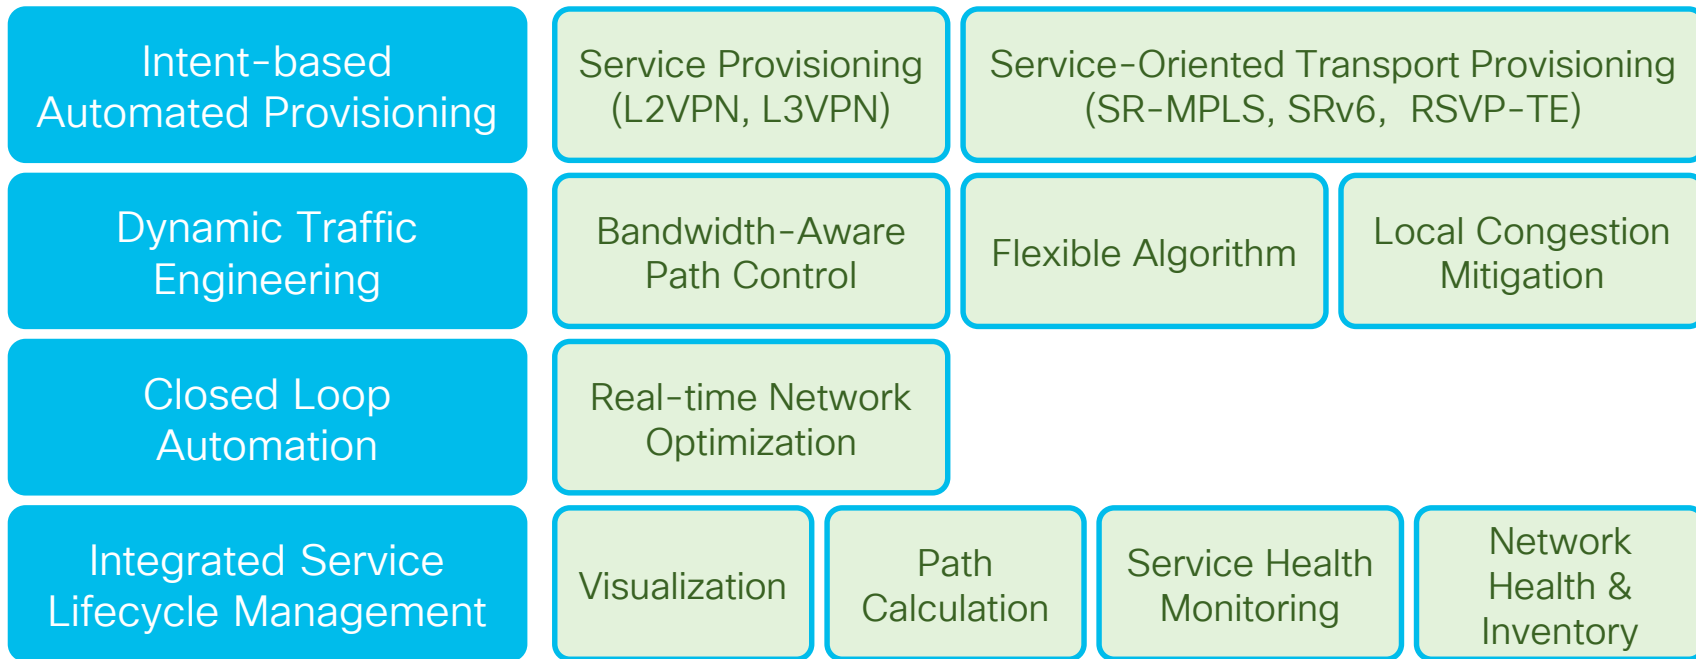 Intent-based
Automated Provisioning
Service Provisioning
(L2VPN, L3VPN)
Service-Oriented Transport Provisioning
(SR-MPLS, SRv6,  RSVP-TE)
Dynamic Traffic
Engineering
Bandwidth-Aware
Path Control
Flexible Algorithm
Local Congestion
Mitigation
Closed Loop
Automation
Real-time Network
Optimization
Integrated Service
Lifecycle Management
Visualization
Path
Calculation
Service Health
Monitoring
Network
Health &
Inventory